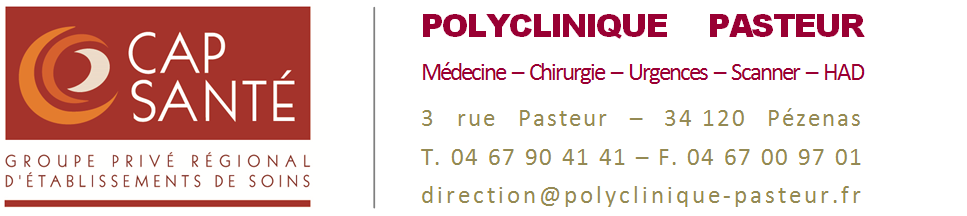 CAP
SANTÉ
GROUPE PRIVÉ RÉGIONAL
D'ÉTABLISSEMENTS DE SOINS
POLYCLINIQUE PASTEUR
Médecine – Chirurgie – Urgences – Scanner – HAD
3 rue Pasteur – 34 120 Pézenas
T. 04 67 90 41 41 – F. 04 67 00 97 01
direction@polyclinique-pasteur.fr